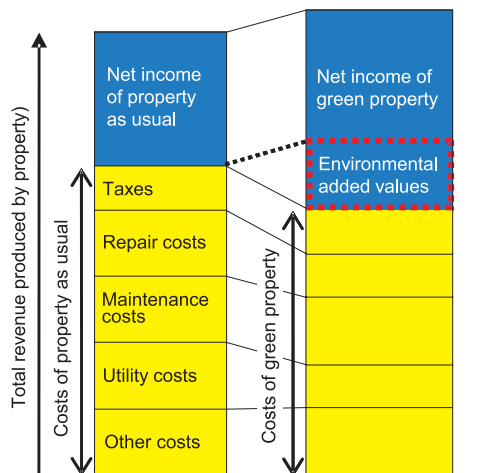 Total revenue produced by property)
Costs of property as usual
Net income
of property
as usual
Taxes
Repair costs
Maintenance
costs
Utility costs
Other costs
Costs of green property
Net income of
green property
Environmental
added values